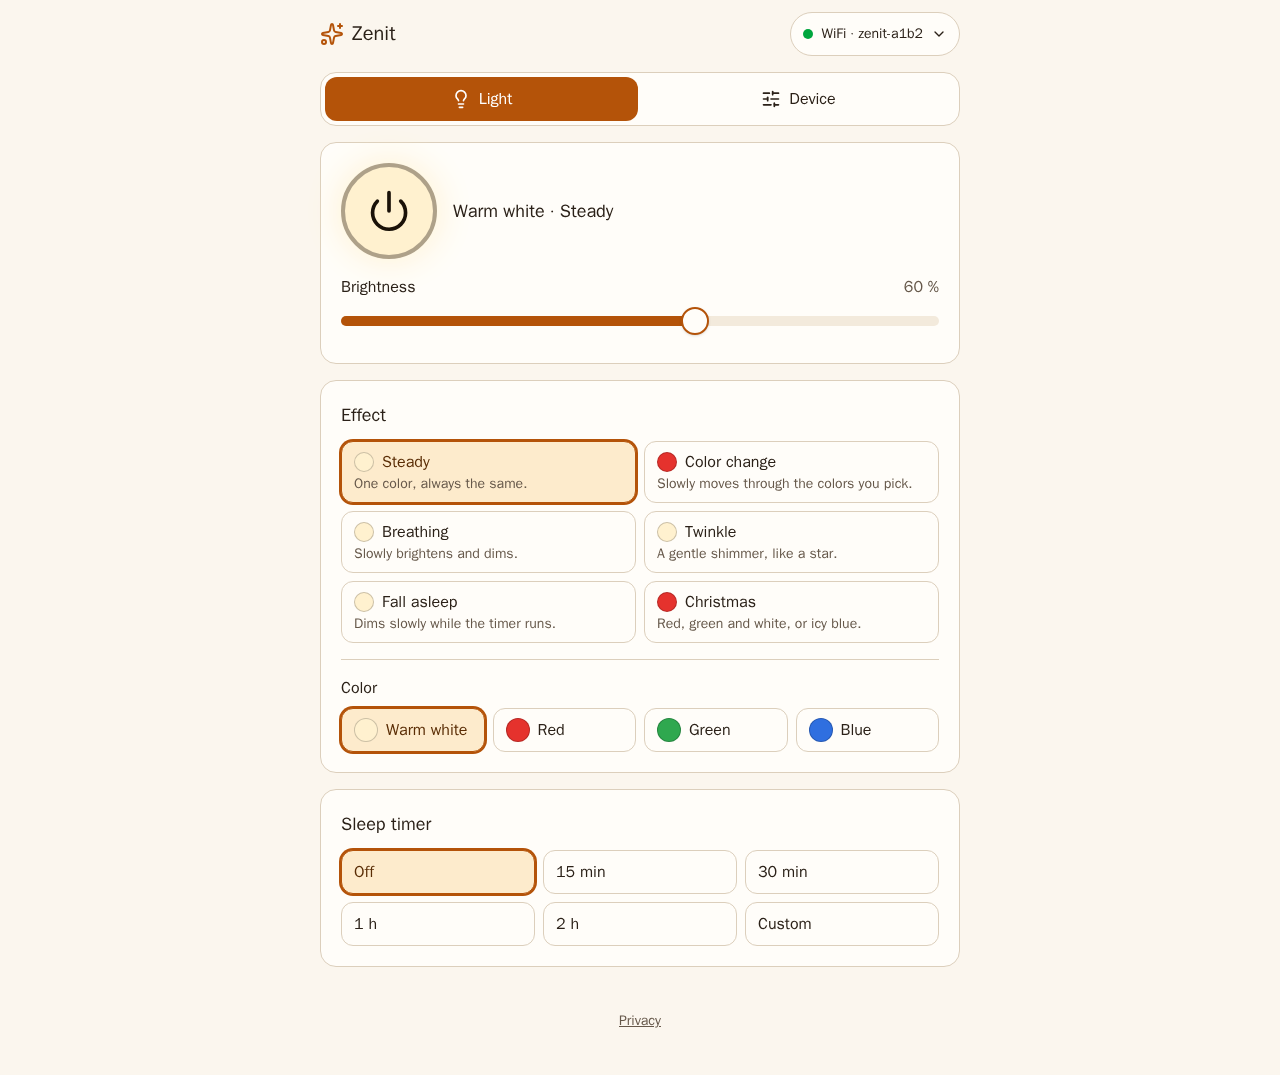 Zenit
WiFi · zenit-a1b2
Light
Device
Warm white · Steady
Brightness
60 %
Effect
Steady
One color, always the same.
Color change
Slowly moves through the colors you pick.
Breathing
Slowly brightens and dims.
Twinkle
A gentle shimmer, like a star.
Fall asleep
Dims slowly while the timer runs.
Christmas
Red, green and white, or icy blue.
Color
Warm white
Red
Green
Blue
Sleep timer
Off
15 min
30 min
1 h
2 h
Custom
Privacy